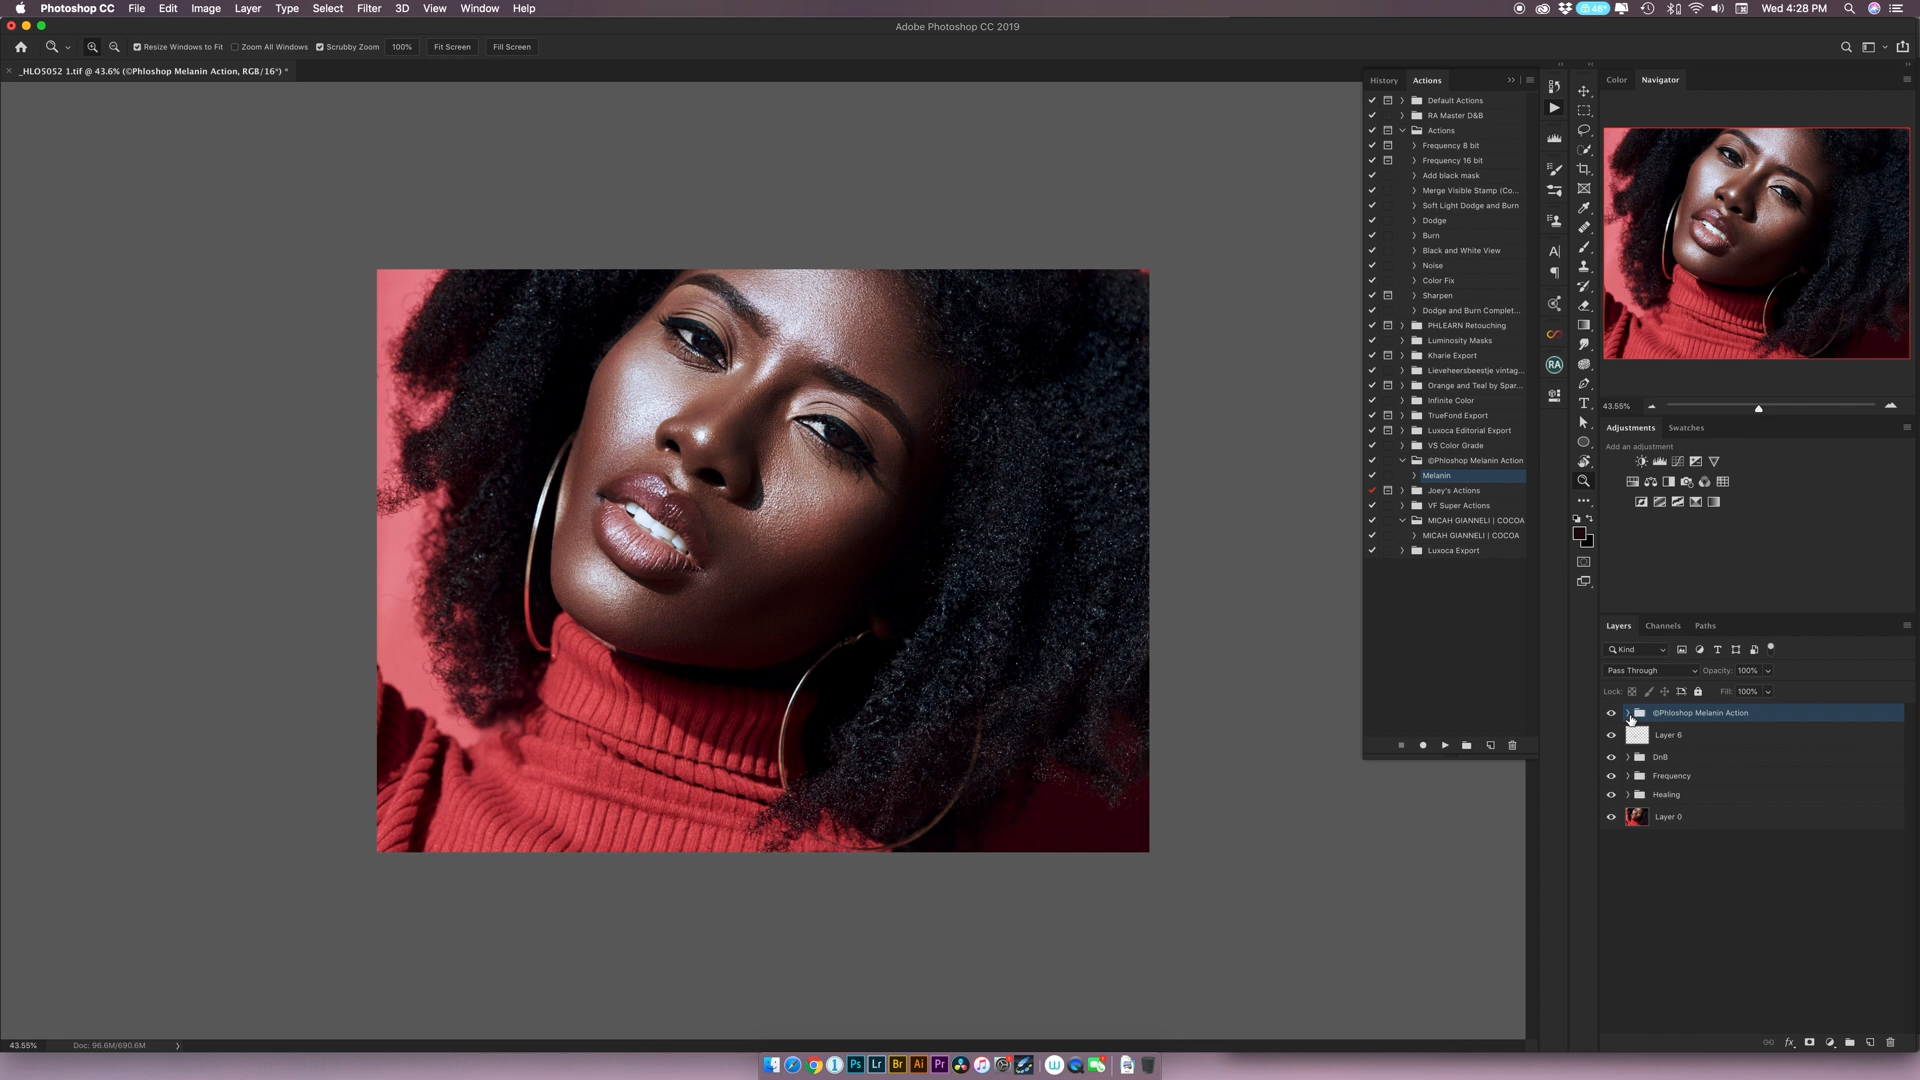 Photoshop CC File Edit Image Layer Type Select Filter 3D View Window Help
46° Wed 4:28 PM
Adobe Photoshop CC 2019
Resize Windows to Fit Zoom All Windows Scrubby Zoom 100% Fit Screen Fill Screen
_HLO5052 1.tif @ 43.6% (©Phloshop Melanin Action, RGB/16*) *
History Actions
Default Actions
RA Master D&B
Actions
Frequency 8 bit
Frequency 16 bit
Add black mask
Merge Visible Stamp (Co...
Soft Light Dodge and Burn
Dodge
Burn
Black and White View
Noise
Color Fix
Sharpen
Dodge and Burn Complet...
PHLEARN Retouching
Luminosity Masks
Kharie Export
Lieveheersbeestje vintag...
Orange and Teal by Spar...
Infinite Color
TrueFond Export
Luxoca Editorial Export
VS Color Grade
©Phloshop Melanin Action
Melanin
Joey's Actions
VF Super Actions
MICAH GIANNELI | COCOA
MICAH GIANNELI | COCOA
Luxoca Export
RA
Color Navigator
43.55%
Adjustments Swatches
Add an adjustment
Layers Channels Paths
Kind
Pass Through Opacity: 100%
Lock: Fill: 100%
©Phloshop Melanin Action
Layer 6
DnB
Frequency
Healing
Layer 0
fx
43.55% Doc: 96.6M/690.6M
Ps Lr Br Ai Pr